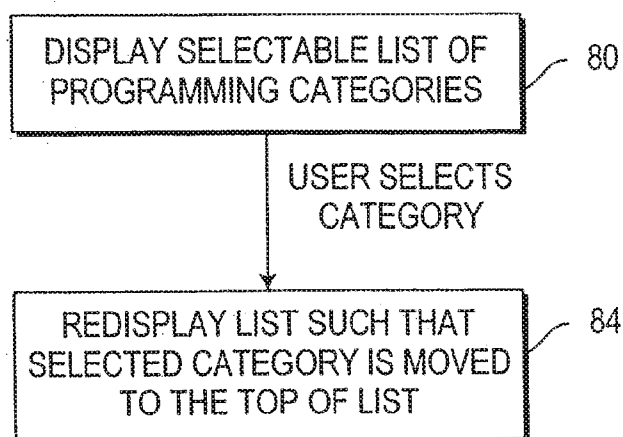 DISPLAY SELECTABLE LIST OF
PROGRAMMING CATEGORIES
80
USER SELECTS
CATEGORY
REDISPLAY LIST SUCH THAT
SELECTED CATEGORY IS MOVED
TO THE TOP OF LIST
84